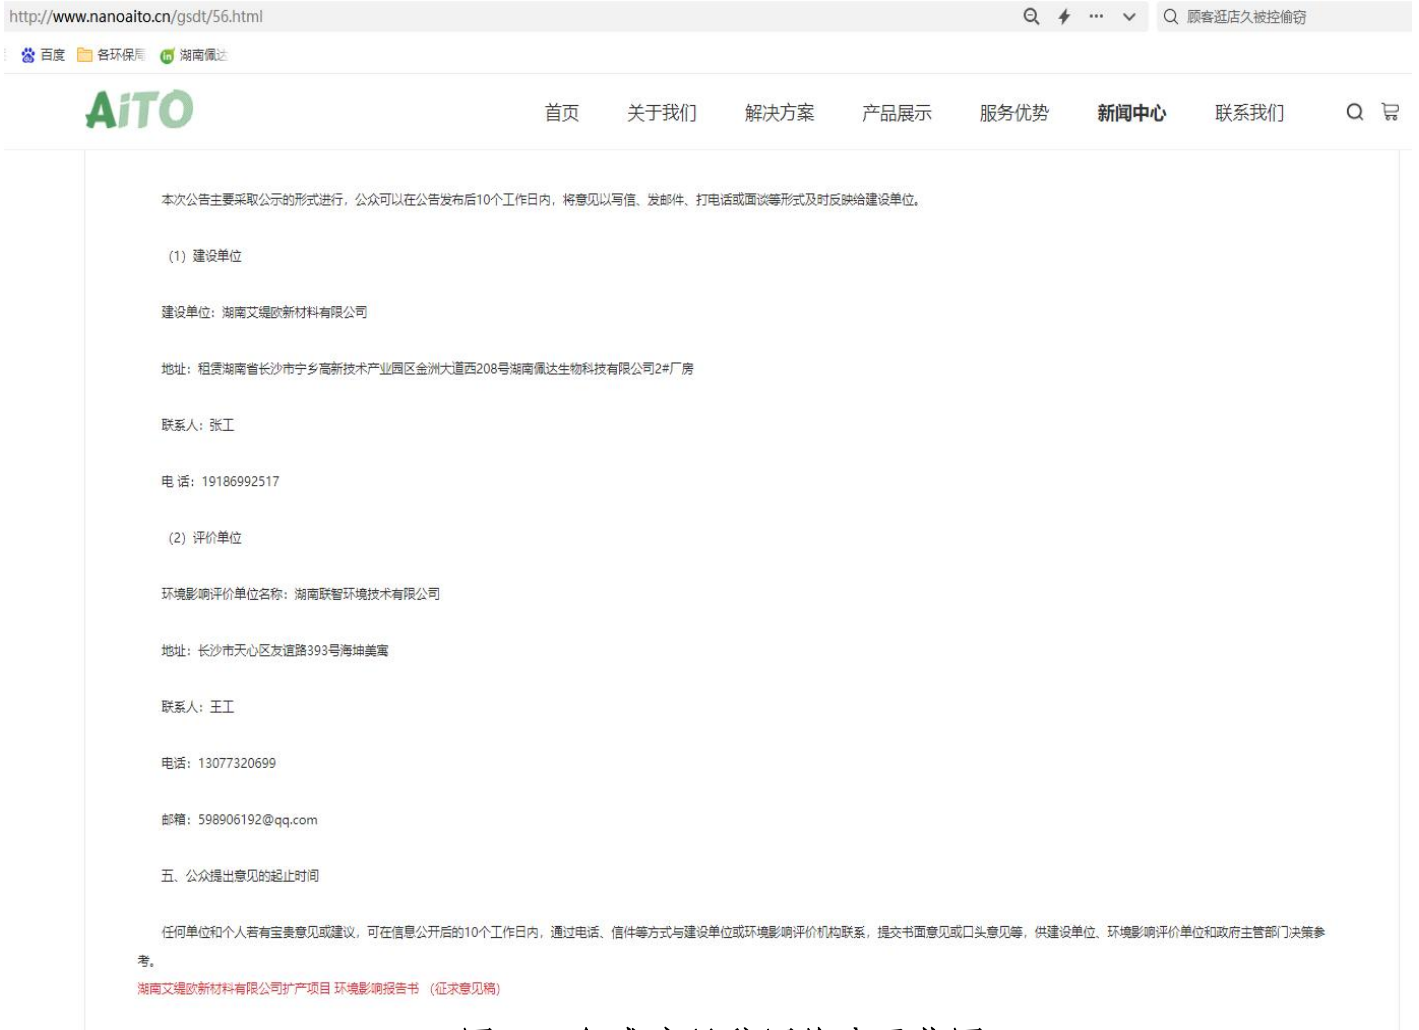 http://www.nanoaito.cn/gsdt/56.html
顾客逛店久被控偷窃
百度 各环保局 湖南佩达
AiTO
首页 关于我们 解决方案 产品展示 服务优势 新闻中心 联系我们
本次公告主要采取公示的形式进行，公众可以在公告发布后10个工作日内，将意见以写信、发邮件、打电话或面谈等形式及时反映给建设单位。
（1）建设单位
建设单位：湖南艾缇欧新材料有限公司
地址：租赁湖南省长沙市宁乡高新技术产业园区金洲大道西208号湖南佩达生物科技有限公司2#厂房
联系人：张工
电 话：19186992517
（2）评价单位
环境影响评价单位名称：湖南联智环境技术有限公司
地址：长沙市天心区友谊路393号海坤美寓
联系人：王工
电话：13077320699
邮箱：598906192@qq.com
五、公众提出意见的起止时间
任何单位和个人若有宝贵意见或建议，可在信息公开后的10个工作日内，通过电话、信件等方式与建设单位或环境影响评价机构联系，提交书面意见或口头意见等，供建设单位、环境影响评价单位和政府主管部门决策参
考。
湖南艾缇欧新材料有限公司扩产项目 环境影响报告书 （征求意见稿）